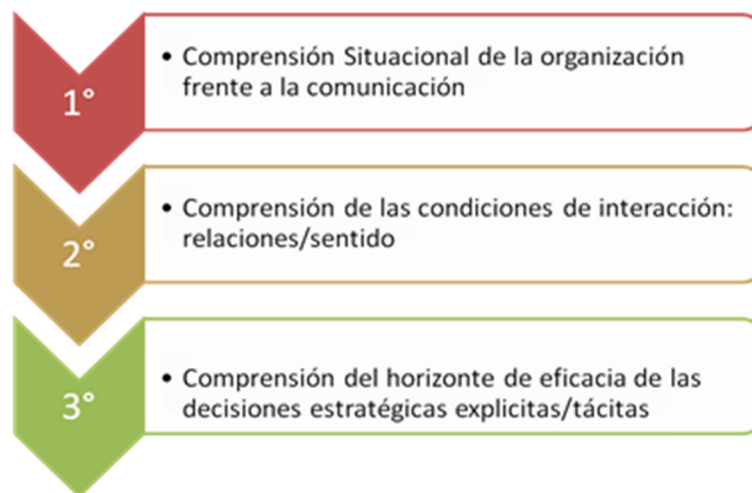 1°
• Comprensión Situacional de la organización
frente a la comunicación
2°
• Comprensión de las condiciones de interacción:
relaciones/sentido
3°
• Comprensión del horizonte de eficacia de las
decisiones estratégicas explicitas/tácitas